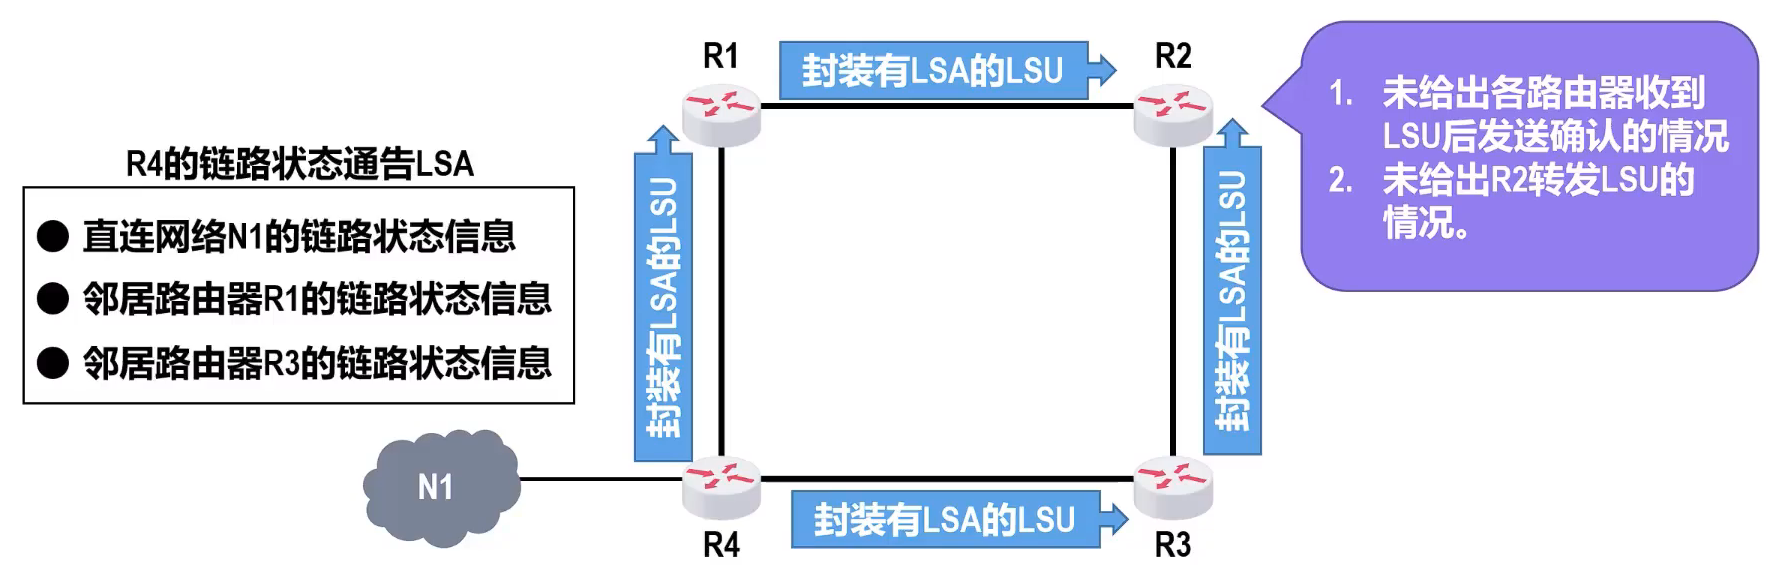 R4的链路状态通告LSA
● 直连网络N1的链路状态信息
● 邻居路由器R1的链路状态信息
● 邻居路由器R3的链路状态信息
N1
R1
封装有LSA的LSU
R2
封装有LSA的LSU
封装有LSA的LSU
R4
封装有LSA的LSU
R3
1. 未给出各路由器收到
LSU后发送确认的情况
2. 未给出R2转发LSU的
情况。